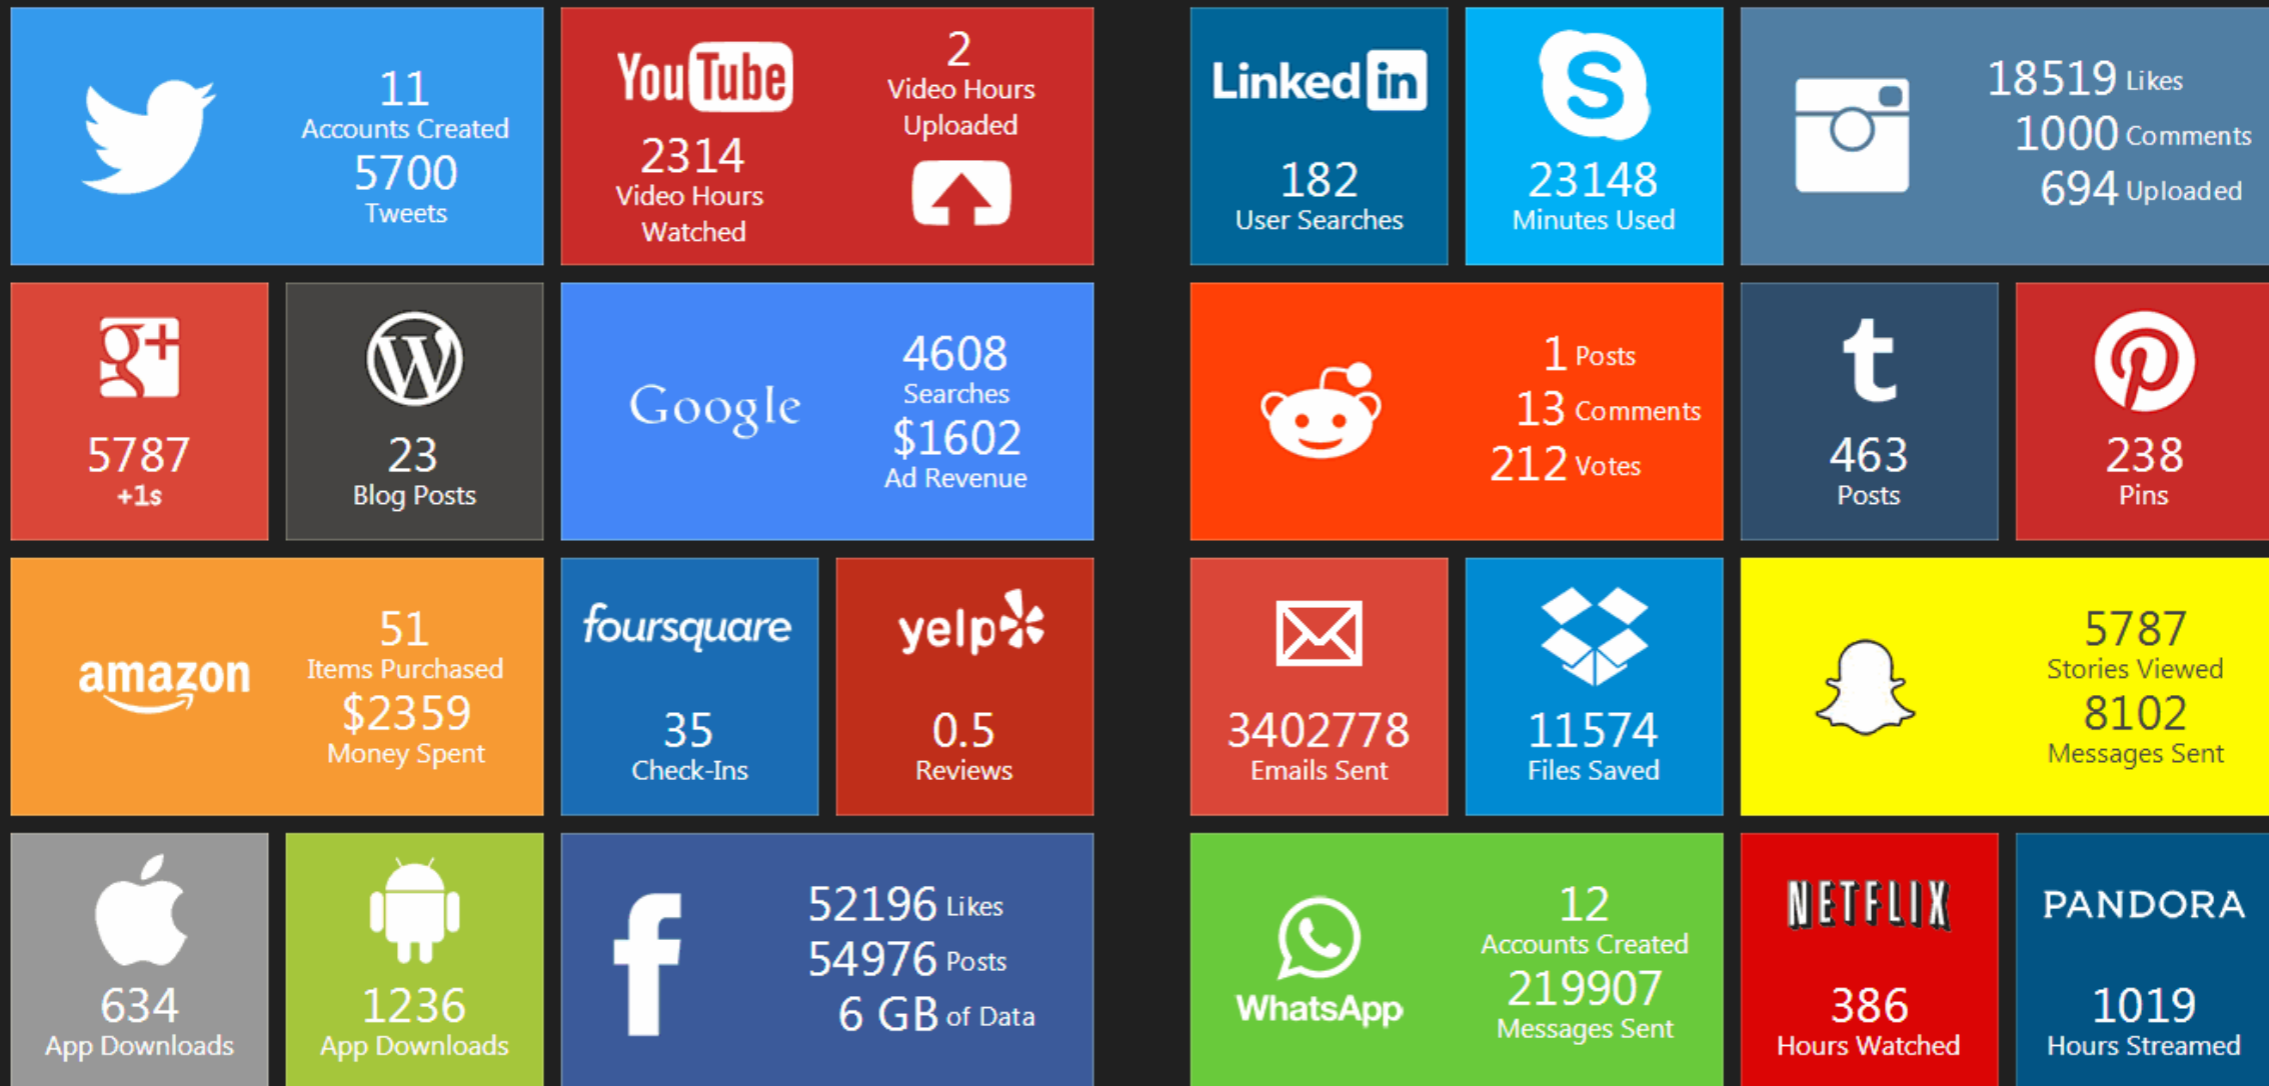 11
Accounts Created
5700
Tweets
YouTube
2314
Video Hours
Watched
2
Video Hours
Uploaded
Linked in
182
User Searches
S
23148
Minutes Used
18519 Likes
1000 Comments
694 Uploaded
g+
5787
+1s
W
23
Blog Posts
Google
4608
Searches
$1602
Ad Revenue
1 Posts
13 Comments
212 Votes
t
463
Posts
P
238
Pins
amazon
51
Items Purchased
$2359
Money Spent
foursquare
35
Check-Ins
yelp
0.5
Reviews
3402778
Emails Sent
11574
Files Saved
5787
Stories Viewed
8102
Messages Sent
634
App Downloads
1236
App Downloads
f
52196 Likes
54976 Posts
6 GB of Data
WhatsApp
12
Accounts Created
219907
Messages Sent
NETFLIX
386
Hours Watched
PANDORA
1019
Hours Streamed